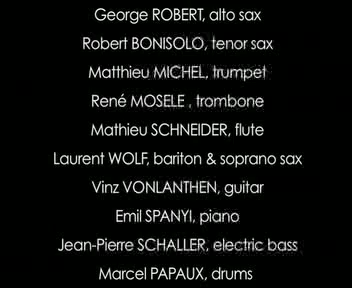 George ROBERT, alto sax
Robert BONISOLO, tenor sax
Matthieu MICHEL, trumpet
René MOSELE , trombone
Mathieu SCHNEIDER, flute
Laurent WOLF, bariton & soprano sax
Vinz VONLANTHEN, guitar
Emil SPANYI, piano
Jean-Pierre SCHALLER, electric bass
Marcel PAPAUX, drums